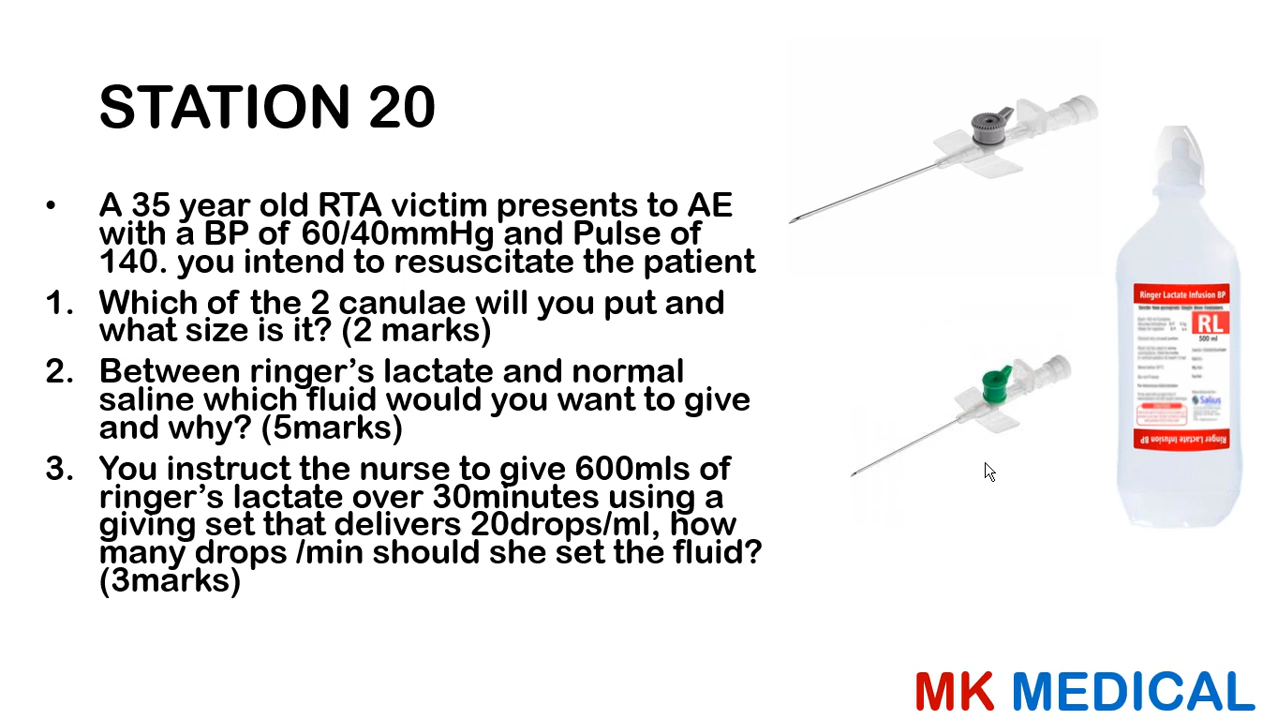 STATION 20
• A 35 year old RTA victim presents to AE
with a BP of 60/40mmHg and Pulse of
140. you intend to resuscitate the patient
1. Which of the 2 canulae will you put and
what size is it? (2 marks)
2. Between ringer's lactate and normal
saline which fluid would you want to give
and why? (5marks)
3. You instruct the nurse to give 600mls of
ringer's lactate over 30minutes using a
giving set that delivers 20drops/ml, how
many drops /min should she set the fluid?
(3marks)
Ringer Lactate Infusion BP
RL
500 ml
Salius
Ringer Lactate Infusion BP
MK MEDICAL